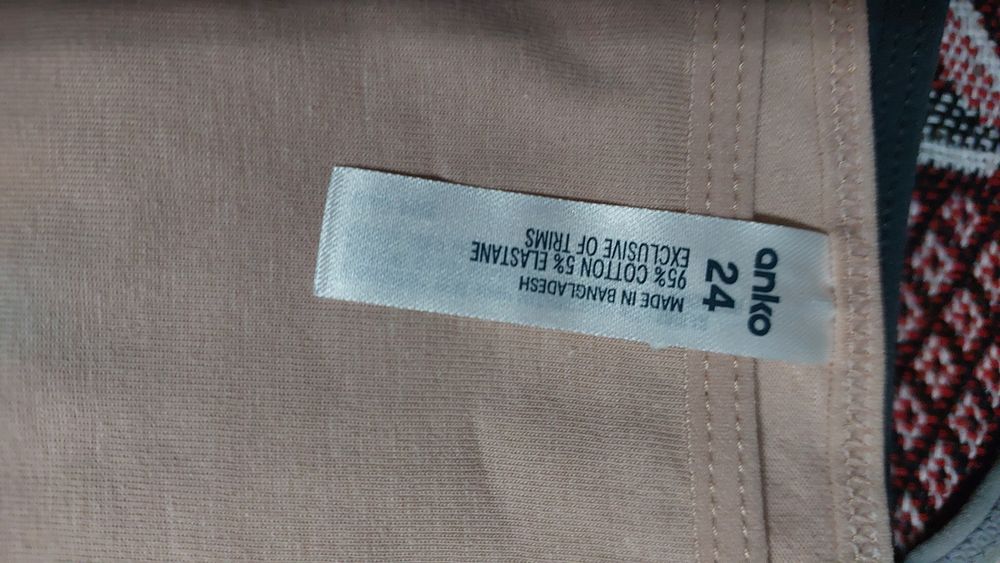 anko
24
95% COTTON 5% ELASTANE
EXCLUSIVE OF TRIMS
MADE IN BANGLADESH